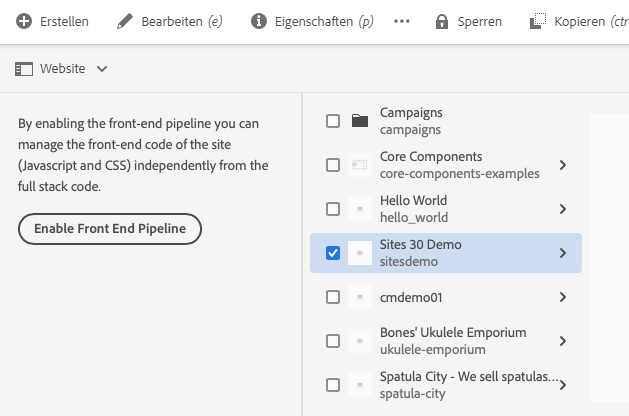 Erstellen Bearbeiten (e) Eigenschaften (p) ... Sperren Kopieren (ctr
Website
By enabling the front-end pipeline you can
manage the front-end code of the site
(Javascript and CSS) independently from the
full stack code.
Enable Front End Pipeline
Campaigns
campaigns
Core Components
core-components-examples
Hello World
hello_world
Sites 30 Demo
sitesdemo
cmdemo01
Bones' Ukulele Emporium
ukulele-emporium
Spatula City - We sell spatulas...
spatula-city